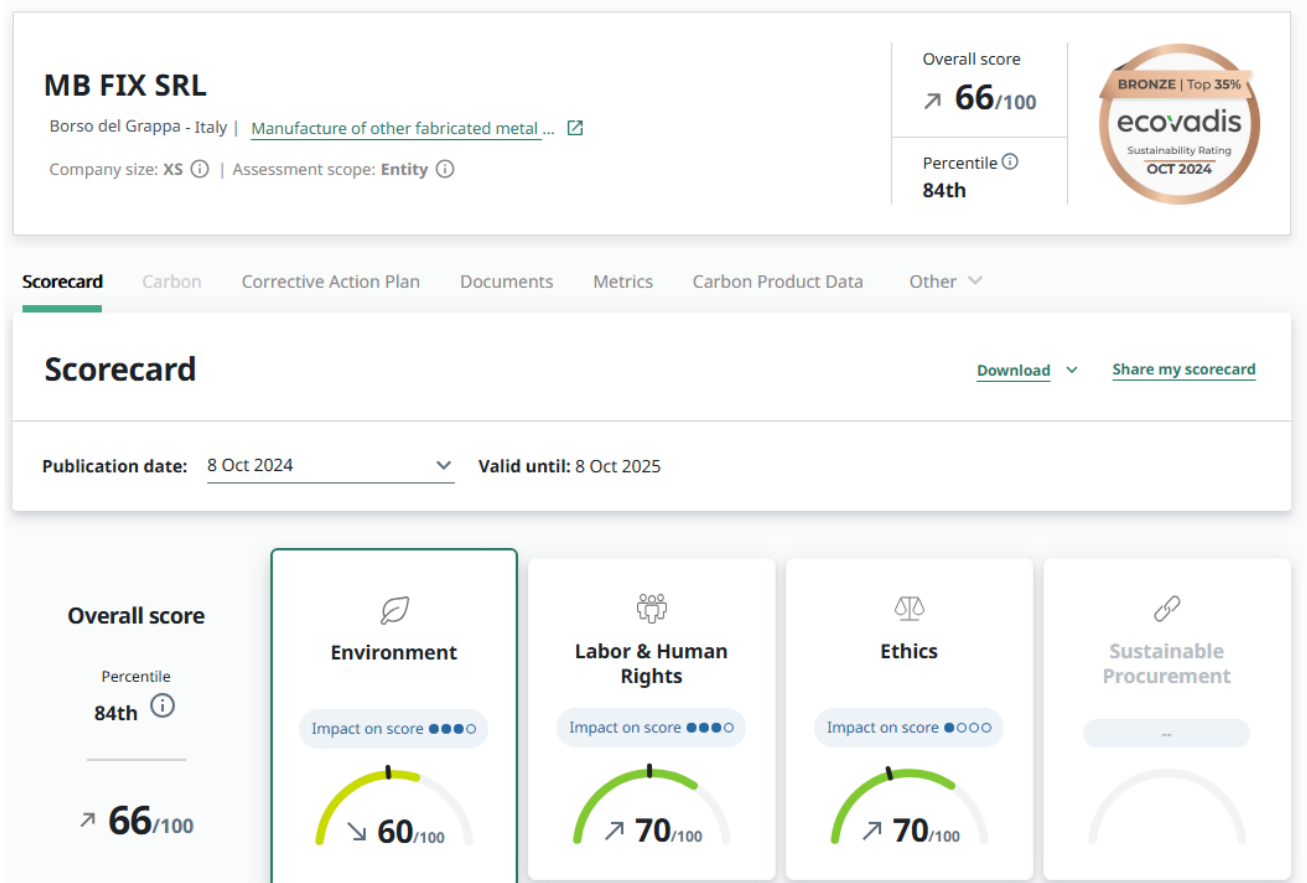 MB FIX SRL
Borso del Grappa - Italy | Manufacture of other fabricated metal ...
Company size: XS | Assessment scope: Entity
Overall score
66/100
Percentile
84th
BRONZE | Top 35%
ecovadis
Sustainability Rating
OCT 2024
Scorecard Carbon Corrective Action Plan Documents Metrics Carbon Product Data Other
Scorecard
Download Share my scorecard
Publication date: 8 Oct 2024 Valid until: 8 Oct 2025
Overall score
Percentile
84th
66/100
Environment
Impact on score
60/100
Labor & Human
Rights
Impact on score
70/100
Ethics
Impact on score
70/100
Sustainable
Procurement
--